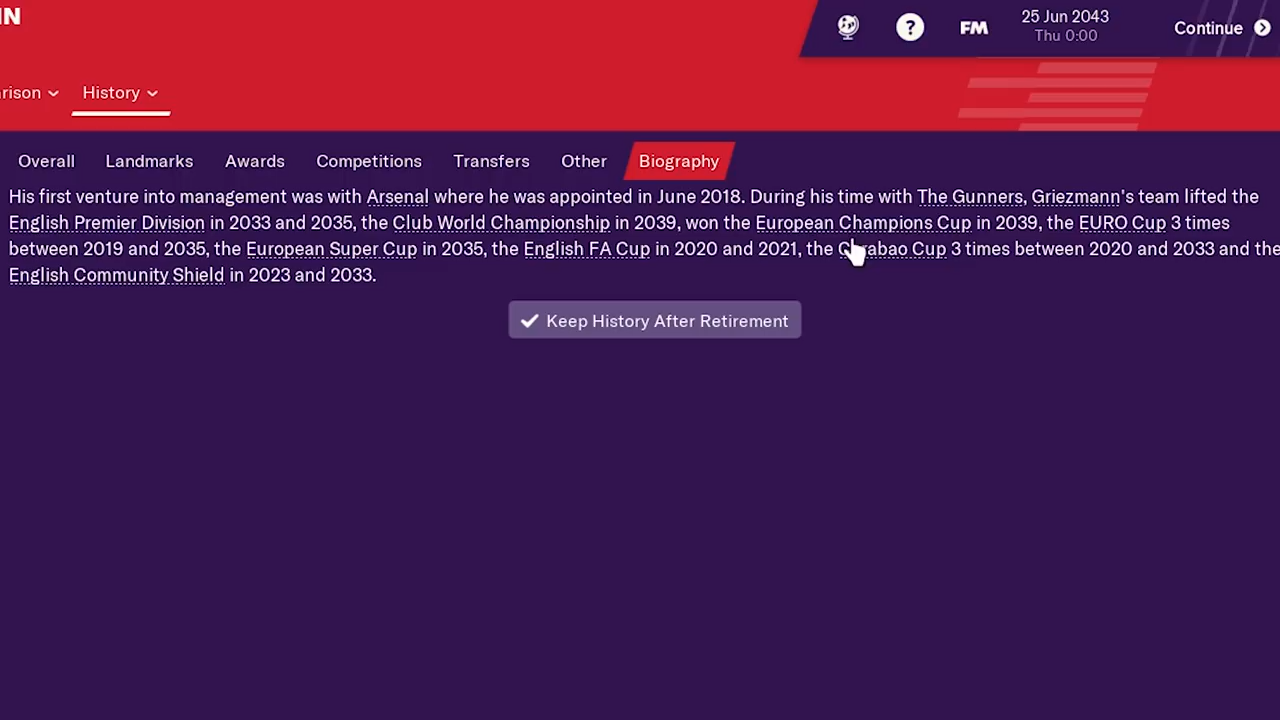 IN
25 Jun 2043
? FM Continue
Thu 0:00
rison History
Overall Landmarks Awards Competitions Transfers Other Biography
His first venture into management was with Arsenal where he was appointed in June 2018. During his time with The Gunners, Griezmann's team lifted the
English Premier Division in 2033 and 2035, the Club World Championship in 2039, won the European Champions Cup in 2039, the EURO Cup 3 times
between 2019 and 2035, the European Super Cup in 2035, the English FA Cup in 2020 and 2021, the Carabao Cup 3 times between 2020 and 2033 and the
English Community Shield in 2023 and 2033.
Keep History After Retirement